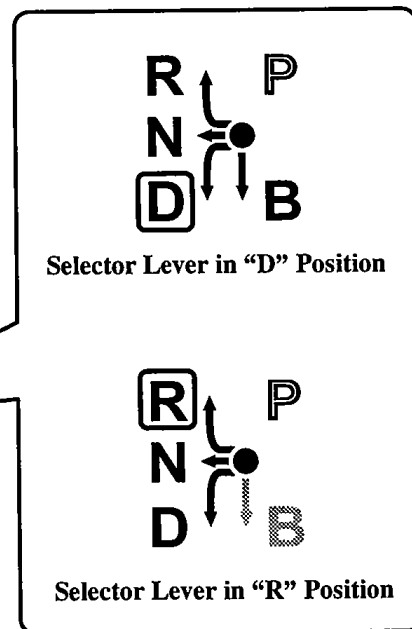 R P
N
D B
Selector Lever in “D” Position
R P
N
D B
Selector Lever in “R” Position